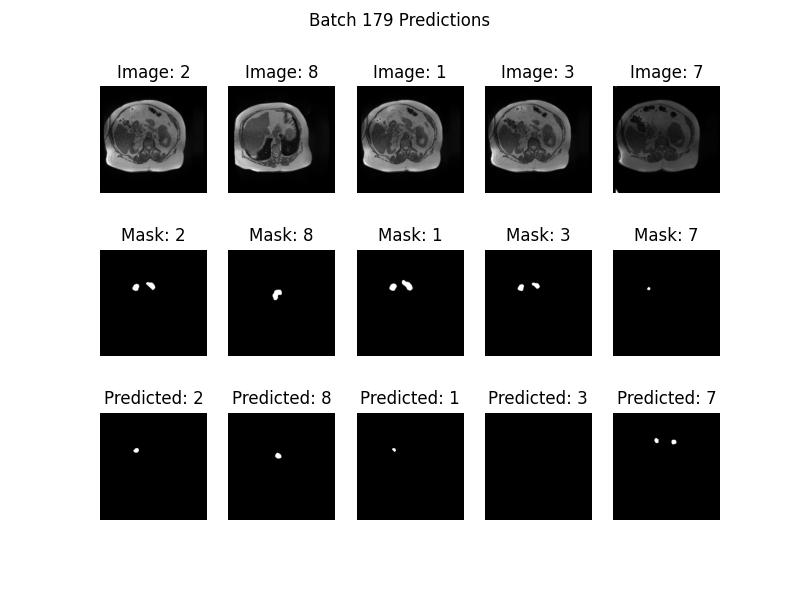 Batch 179 Predictions
Image: 2 Image: 8 Image: 1 Image: 3 Image: 7
Mask: 2 Mask: 8 Mask: 1 Mask: 3 Mask: 7
Predicted: 2 Predicted: 8 Predicted: 1 Predicted: 3 Predicted: 7